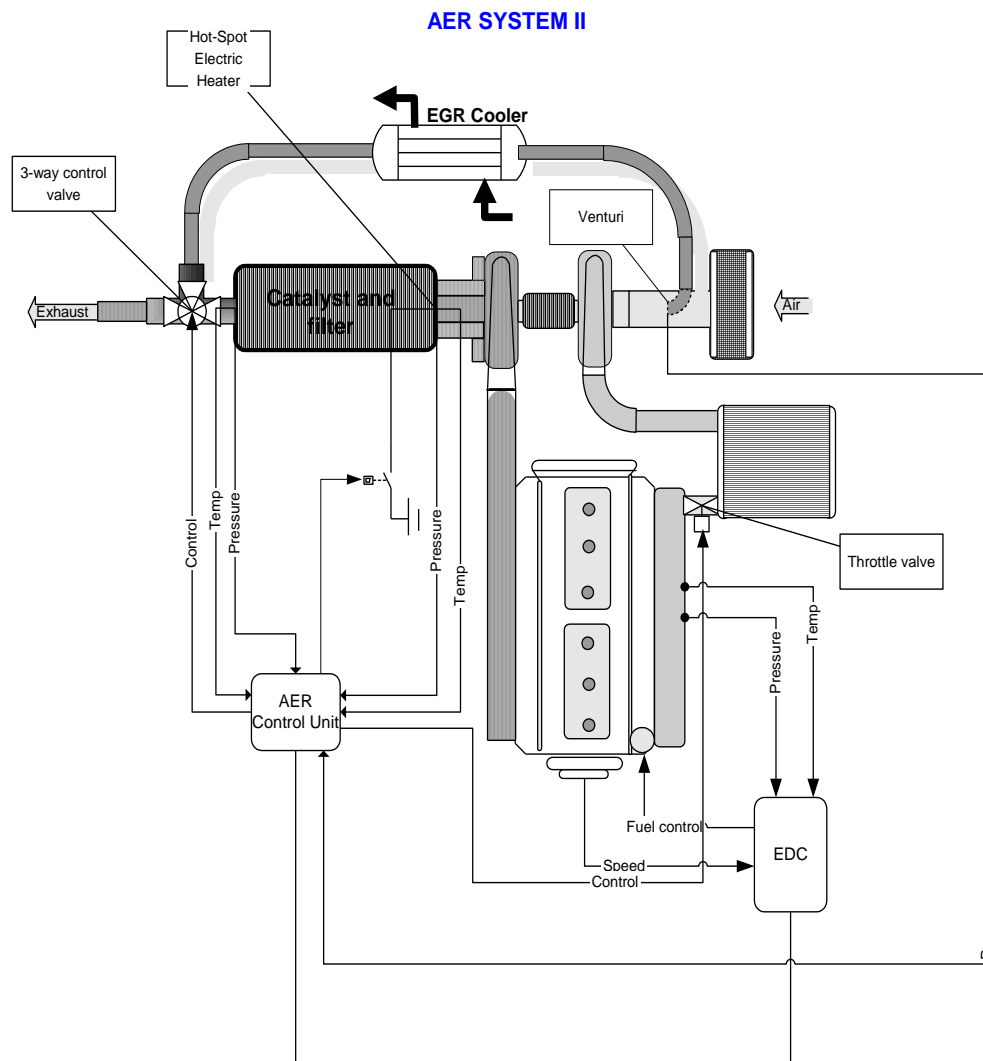 AER SYSTEM II
Hot-Spot
Electric
Heater
EGR Cooler
3-way control
valve
Venturi
Catalyst and
filter
Exhaust
Air
Control
Temp
Pressure
Pressure
Temp
Throttle valve
Temp
Pressure
AER
Control Unit
Fuel control
EDC
Speed
Control